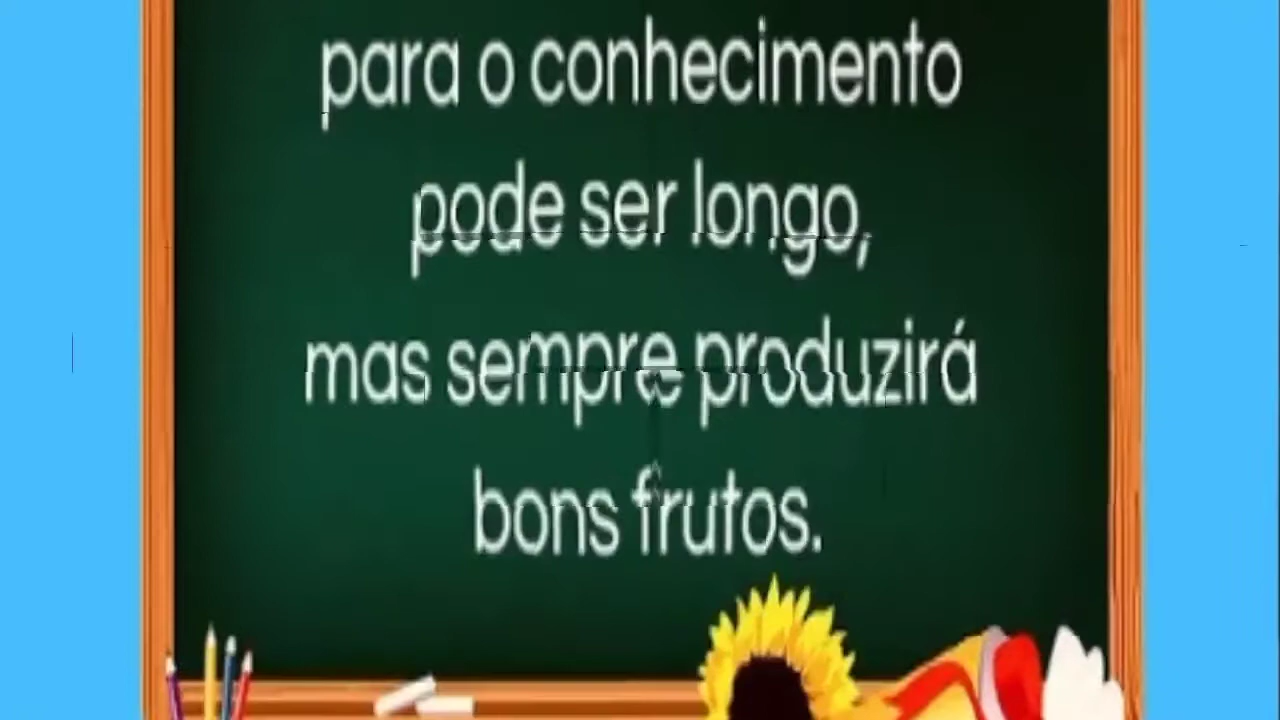 para o conhecimento
pode ser longo,
mas sempre produzirá
bons frutos.